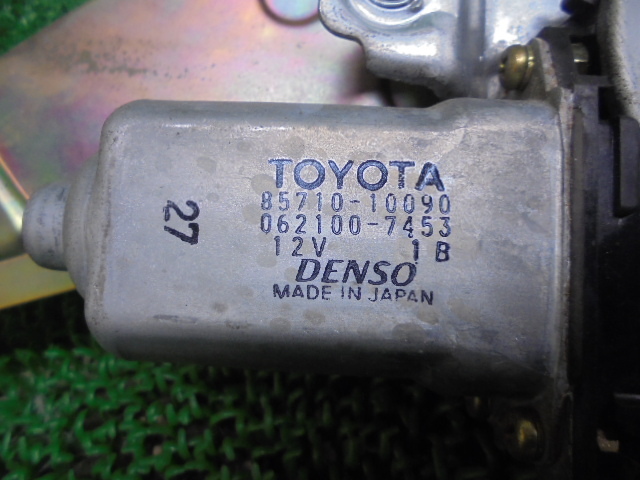 TOYOTA
85710-10090
062100-7453
12V 1B
DENSO
MADE IN JAPAN
27